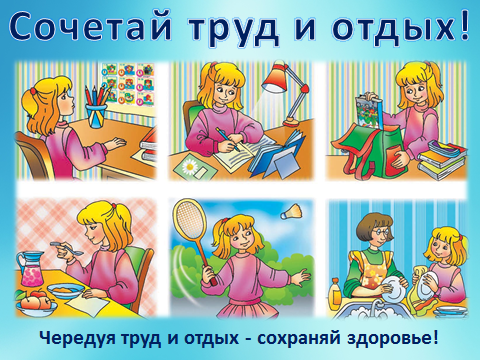 Сочетай труд и отдых!
Чередуя труд и отдых - сохраняй здоровье!